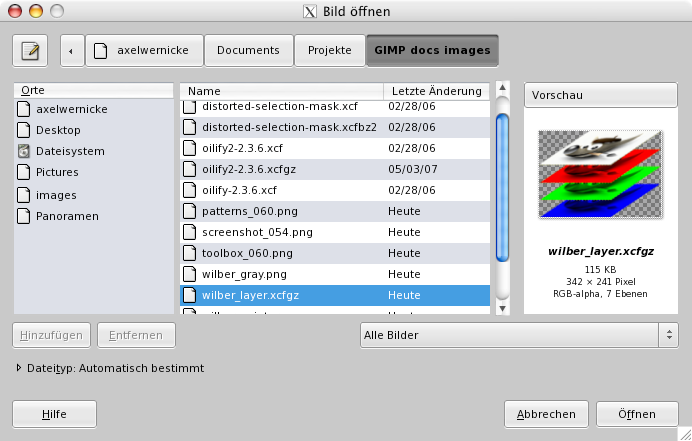 Bild öffnen
axelwernicke Documents Projekte GIMP docs images
Orte
axelwernicke
Desktop
Dateisystem
Pictures
images
Panoramen
Name Letzte Änderung
distorted-selection-mask.xcf 02/28/06
distorted-selection-mask.xcfbz2 02/28/06
oilify2-2.3.6.xcf 02/28/06
oilify2-2.3.6.xcfgz 05/03/07
oilify-2.3.6.xcf 02/28/06
patterns_060.png Heute
screenshot_054.png Heute
toolbox_060.png Heute
wilber_gray.png Heute
wilber_layer.xcfgz Heute
Vorschau
wilber_layer.xcfgz
115 KB
342 × 241 Pixel
RGB-alpha, 7 Ebenen
Hinzufügen Entfernen
Alle Bilder
Dateityp: Automatisch bestimmt
Hilfe Abbrechen Öffnen